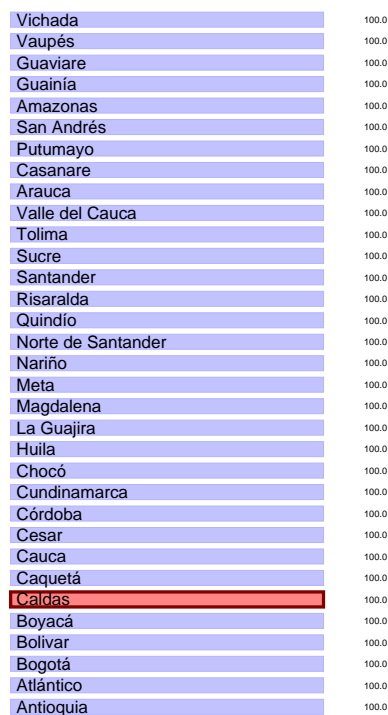 Vichada 100.0
Vaupés 100.0
Guaviare 100.0
Guainía 100.0
Amazonas 100.0
San Andrés 100.0
Putumayo 100.0
Casanare 100.0
Arauca 100.0
Valle del Cauca 100.0
Tolima 100.0
Sucre 100.0
Santander 100.0
Risaralda 100.0
Quindío 100.0
Norte de Santander 100.0
Nariño 100.0
Meta 100.0
Magdalena 100.0
La Guajira 100.0
Huila 100.0
Chocó 100.0
Cundinamarca 100.0
Córdoba 100.0
Cesar 100.0
Cauca 100.0
Caquetá 100.0
Caldas 100.0
Boyacá 100.0
Bolivar 100.0
Bogotá 100.0
Atlántico 100.0
Antioquia 100.0